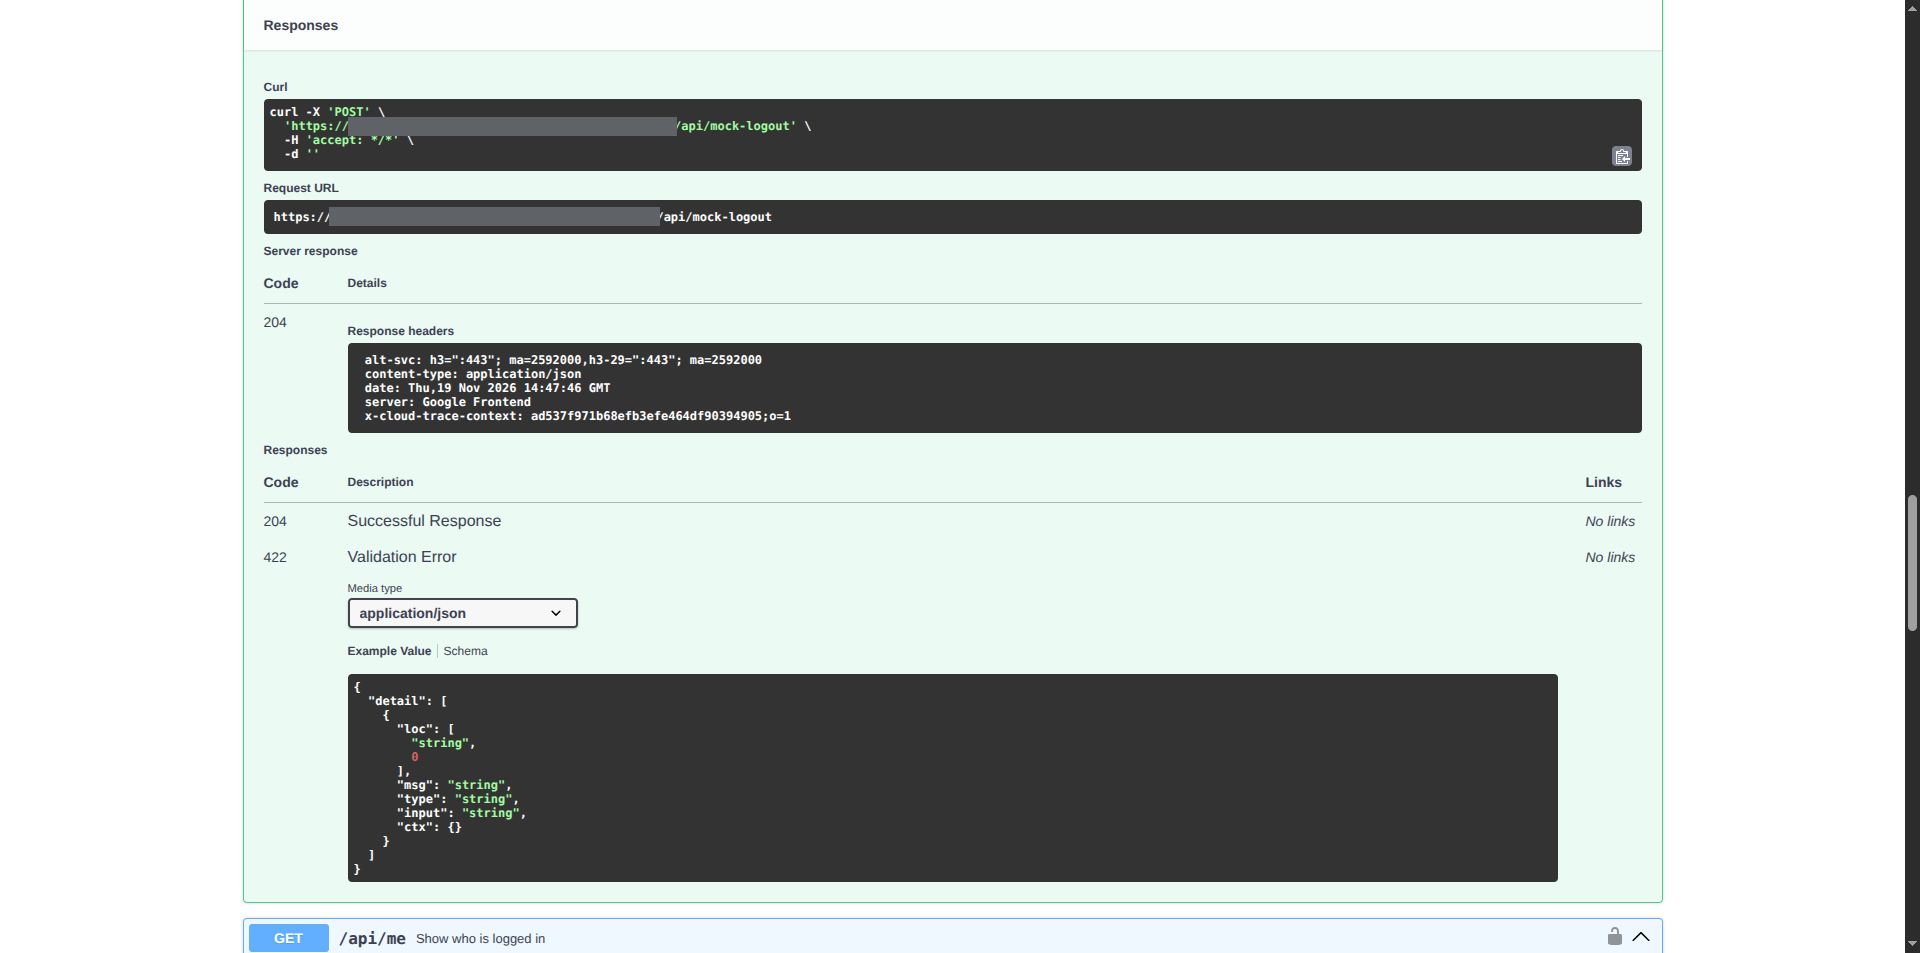 Responses
Curl
curl -X 'POST' \
'https:// /api/mock-logout' \
-H 'accept: */*' \
-d ''
Request URL
https:// /api/mock-logout
Server response
Code Details
204
Response headers
alt-svc: h3=":443"; ma=2592000,h3-29=":443"; ma=2592000
content-type: application/json
date: Thu,19 Nov 2026 14:47:46 GMT
server: Google Frontend
x-cloud-trace-context: ad537f971b68efb3efe464df90394905;o=1
Responses
Code Description Links
204 Successful Response No links
422 Validation Error No links
Media type
application/json
Example Value Schema
{
"detail": [
{
"loc": [
"string",
0
],
"msg": "string",
"type": "string",
"input": "string",
"ctx": {}
}
]
}
GET /api/me Show who is logged in